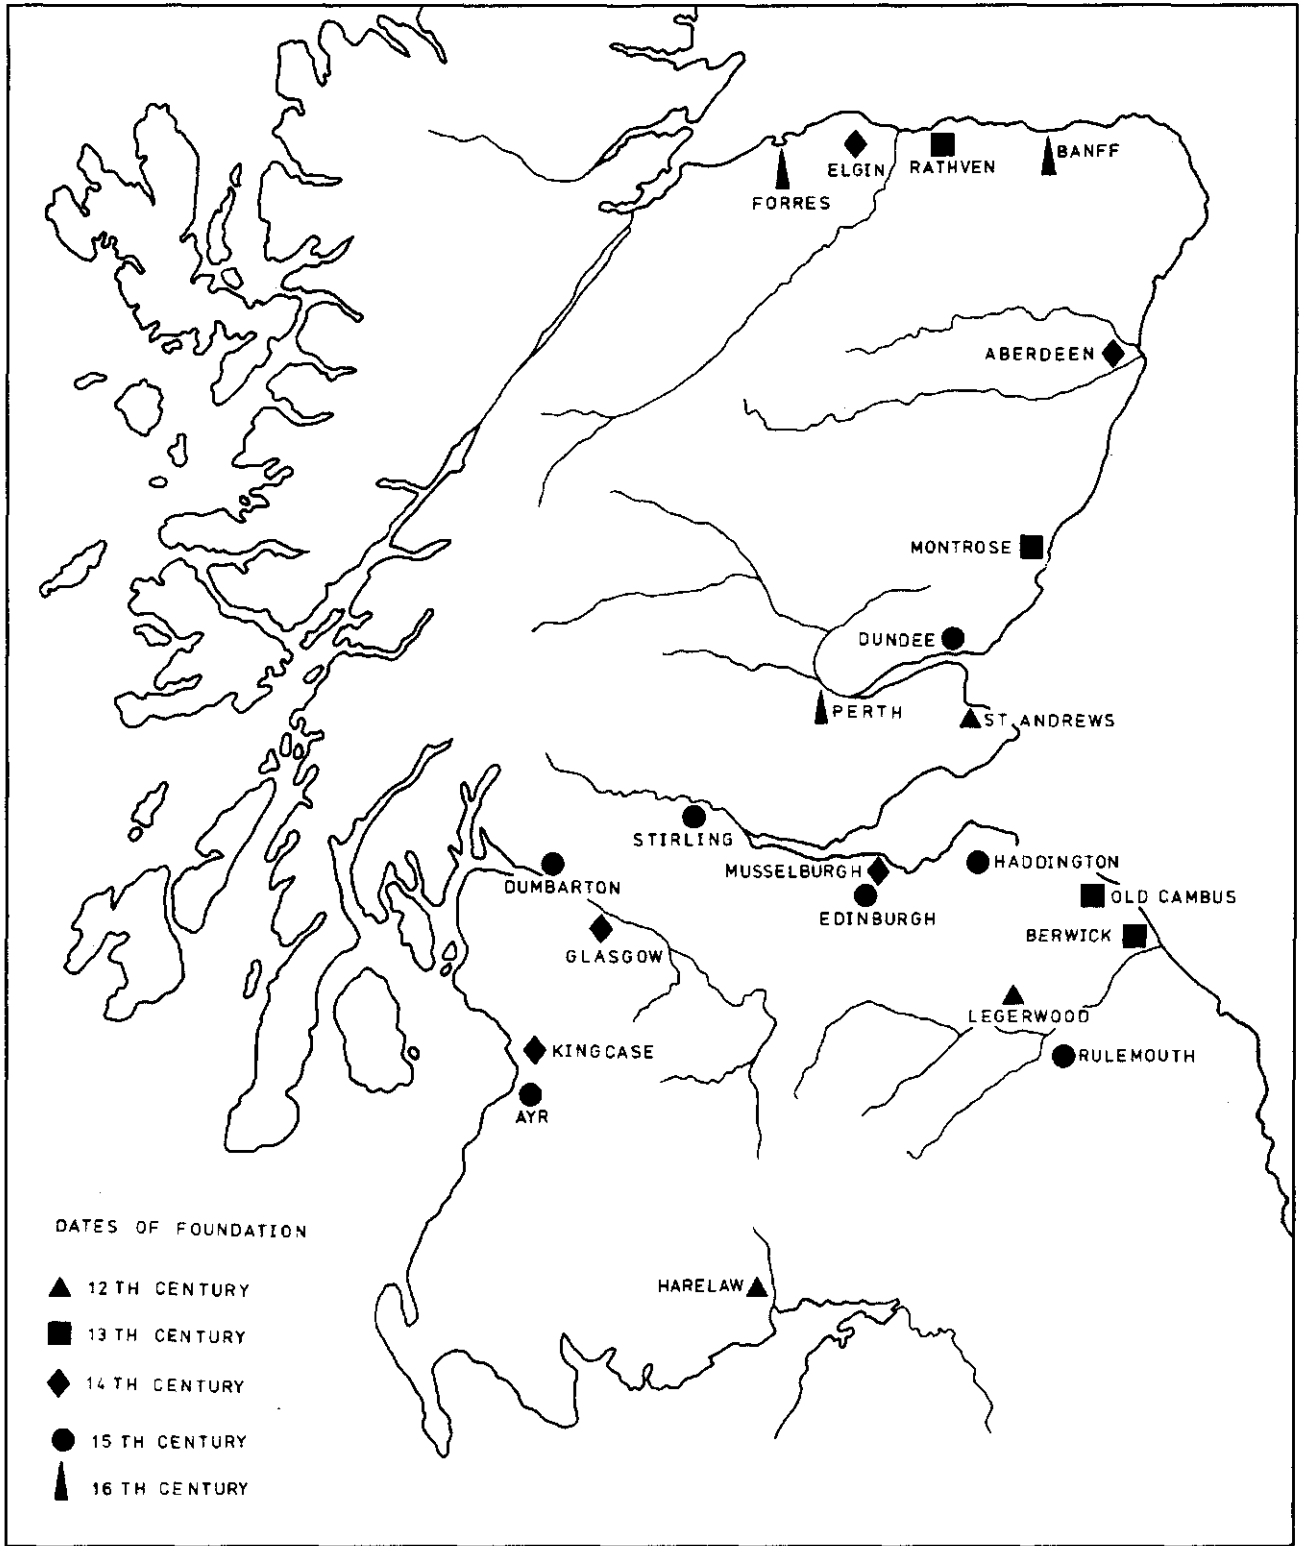 BANFF
ELGIN
RATHVEN
FORRES
ABERDEEN
MONTROSE
DUNDEE
PERTH
ST. ANDREWS
STIRLING
MUSSELBURGH
HADDINGTON
DUMBARTON
EDINBURGH
OLD CAMBUS
GLASGOW
BERWICK
LEGERWOOD
KINGCASE
RULEMOUTH
AYR
DATES OF FOUNDATION
HARELAW
12 TH CENTURY
13 TH CENTURY
14 TH CENTURY
15 TH CENTURY
16 TH CENTURY